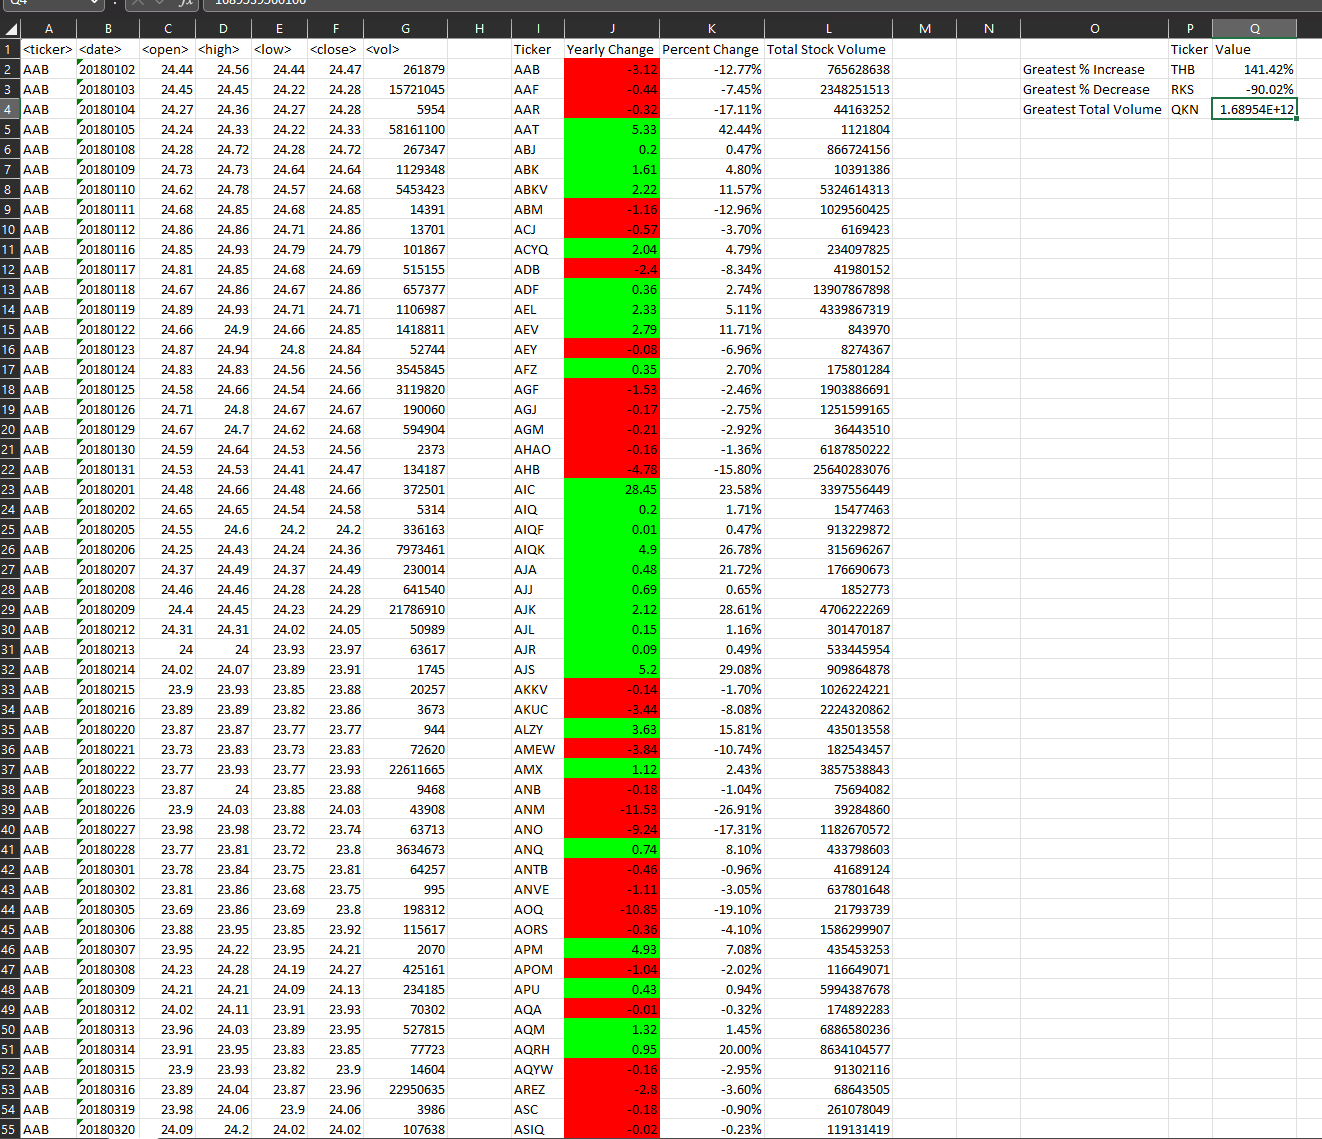 A B C D E F G H I J K L M N O P Q
1 <ticker> <date> <open> <high> <low> <close> <vol> Ticker Yearly Change Percent Change Total Stock Volume Ticker Value
2 AAB 20180102 24.44 24.56 24.44 24.47 261879 AAB -3.12 -12.77% 765628638 Greatest % Increase THB 141.42%
3 AAB 20180103 24.45 24.45 24.22 24.28 15721045 AAF -0.44 -7.45% 2348251513 Greatest % Decrease RKS -90.02%
4 AAB 20180104 24.27 24.36 24.27 24.28 5954 AAR -0.32 -17.11% 44163252 Greatest Total Volume QKN 1.68954E+12
5 AAB 20180105 24.24 24.33 24.22 24.33 58161100 AAT 5.33 42.44% 1121804
6 AAB 20180108 24.28 24.72 24.28 24.72 267347 ABJ 0.2 0.47% 866724156
7 AAB 20180109 24.73 24.73 24.64 24.64 1129348 ABK 1.61 4.80% 10391386
8 AAB 20180110 24.62 24.78 24.57 24.68 5453423 ABKV 2.22 11.57% 5324614313
9 AAB 20180111 24.68 24.85 24.68 24.85 14391 ABM -1.16 -12.96% 1029560425
10 AAB 20180112 24.86 24.86 24.71 24.86 13701 ACJ -0.57 -3.70% 6169423
11 AAB 20180116 24.85 24.93 24.79 24.79 101867 ACYQ 2.04 4.79% 234097825
12 AAB 20180117 24.81 24.85 24.68 24.69 515155 ADB -2.4 -8.34% 41980152
13 AAB 20180118 24.67 24.86 24.67 24.86 657377 ADF 0.36 2.74% 13907867898
14 AAB 20180119 24.89 24.93 24.71 24.71 1106987 AEL 2.33 5.11% 4339867319
15 AAB 20180122 24.66 24.9 24.66 24.85 1418811 AEV 2.79 11.71% 843970
16 AAB 20180123 24.87 24.94 24.8 24.84 52744 AEY -0.08 -6.96% 8274367
17 AAB 20180124 24.83 24.83 24.56 24.56 3545845 AFZ 0.35 2.70% 175801284
18 AAB 20180125 24.58 24.66 24.54 24.66 3119820 AGF -1.53 -2.46% 1903886691
19 AAB 20180126 24.71 24.8 24.67 24.67 190060 AGJ -0.17 -2.75% 1251599165
20 AAB 20180129 24.67 24.7 24.62 24.68 594904 AGM -0.21 -2.92% 36443510
21 AAB 20180130 24.59 24.64 24.53 24.56 2373 AHAO -0.16 -1.36% 6187850222
22 AAB 20180131 24.53 24.53 24.41 24.47 134187 AHB -4.78 -15.80% 25640283076
23 AAB 20180201 24.48 24.66 24.48 24.66 372501 AIC 28.45 23.58% 3397556449
24 AAB 20180202 24.65 24.65 24.54 24.58 5314 AIQ 0.2 1.71% 15477463
25 AAB 20180205 24.55 24.6 24.2 24.2 336163 AIQF 0.01 0.47% 913229872
26 AAB 20180206 24.25 24.43 24.24 24.36 7973461 AIQK 4.9 26.78% 315696267
27 AAB 20180207 24.37 24.49 24.37 24.49 230014 AJA 0.48 21.72% 176690673
28 AAB 20180208 24.46 24.46 24.28 24.28 641540 AJJ 0.69 0.65% 1852773
29 AAB 20180209 24.4 24.45 24.23 24.29 21786910 AJK 2.12 28.61% 4706222269
30 AAB 20180212 24.31 24.31 24.02 24.05 50989 AJL 0.15 1.16% 301470187
31 AAB 20180213 24 24 23.93 23.97 63617 AJR 0.09 0.49% 533445954
32 AAB 20180214 24.02 24.07 23.89 23.91 1745 AJS 5.2 29.08% 909864878
33 AAB 20180215 23.9 23.93 23.85 23.88 20257 AKKV -0.14 -1.70% 1026224221
34 AAB 20180216 23.89 23.89 23.82 23.86 3673 AKUC -3.44 -8.08% 2224320862
35 AAB 20180220 23.87 23.87 23.77 23.77 944 ALZY 3.63 15.81% 435013558
36 AAB 20180221 23.73 23.83 23.73 23.83 72620 AMEW -3.84 -10.74% 182543457
37 AAB 20180222 23.77 23.93 23.77 23.93 22611665 AMX 1.12 2.43% 3857538843
38 AAB 20180223 23.87 24 23.85 23.88 9468 ANB -0.18 -1.04% 75694082
39 AAB 20180226 23.9 24.03 23.88 24.03 43908 ANM -11.53 -26.91% 39284860
40 AAB 20180227 23.98 23.98 23.72 23.74 63713 ANO -9.24 -17.31% 1182670572
41 AAB 20180228 23.77 23.81 23.72 23.8 3634673 ANQ 0.74 8.10% 433798603
42 AAB 20180301 23.78 23.84 23.75 23.81 64257 ANTB -0.46 -0.96% 41689124
43 AAB 20180302 23.81 23.86 23.68 23.75 995 ANVE -1.11 -3.05% 637801648
44 AAB 20180305 23.69 23.86 23.69 23.8 198312 AOQ -10.85 -19.10% 21793739
45 AAB 20180306 23.88 23.95 23.85 23.92 115617 AORS -0.36 -4.10% 1586299907
46 AAB 20180307 23.95 24.22 23.95 24.21 2070 APM 4.93 7.08% 435453253
47 AAB 20180308 24.23 24.28 24.19 24.27 425161 APOM -1.04 -2.02% 116649071
48 AAB 20180309 24.21 24.21 24.09 24.13 234185 APU 0.43 0.94% 5994387678
49 AAB 20180312 24.02 24.11 23.91 23.93 70302 AQA -0.01 -0.32% 174892283
50 AAB 20180313 23.96 24.03 23.89 23.95 527815 AQM 1.32 1.45% 6886580236
51 AAB 20180314 23.91 23.95 23.83 23.85 77723 AQRH 0.95 20.00% 8634104577
52 AAB 20180315 23.9 23.93 23.82 23.9 14604 AQYW -0.16 -2.95% 91302116
53 AAB 20180316 23.89 24.04 23.87 23.96 22950635 AREZ -2.8 -3.60% 68643505
54 AAB 20180319 23.98 24.06 23.9 24.06 3986 ASC -0.18 -0.90% 261078049
55 AAB 20180320 24.09 24.2 24.02 24.02 107638 ASIQ -0.02 -0.23% 119131419